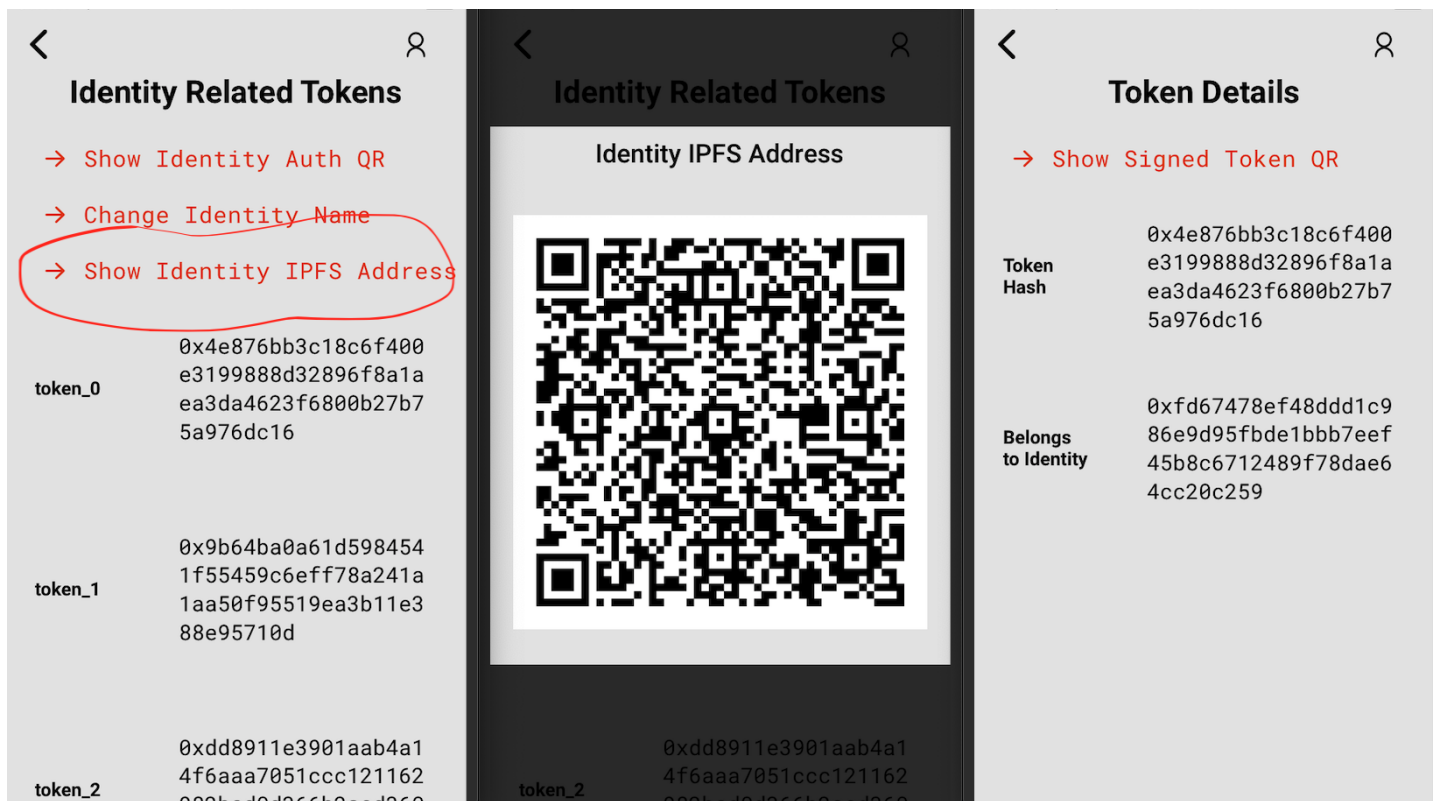 Identity Related Tokens
→ Show Identity Auth QR
→ Change Identity Name
→ Show Identity IPFS Address
token_0
0x4e876bb3c18c6f400
e3199888d32896f8a1a
ea3da4623f6800b27b7
5a976dc16
token_1
0x9b64ba0a61d598454
1f55459c6eff78a241a
1aa50f95519ea3b11e3
88e95710d
token_2
0xdd8911e3901aab4a1
4f6aaa7051ccc121162
Identity Related Tokens
Identity IPFS Address
token_2
0xdd8911e3901aab4a1
4f6aaa7051ccc121162
Token Details
→ Show Signed Token QR
Token
Hash
0x4e876bb3c18c6f400
e3199888d32896f8a1a
ea3da4623f6800b27b7
5a976dc16
Belongs
to Identity
0xfd67478ef48ddd1c9
86e9d95fbde1bbb7eef
45b8c6712489f78dae6
4cc20c259